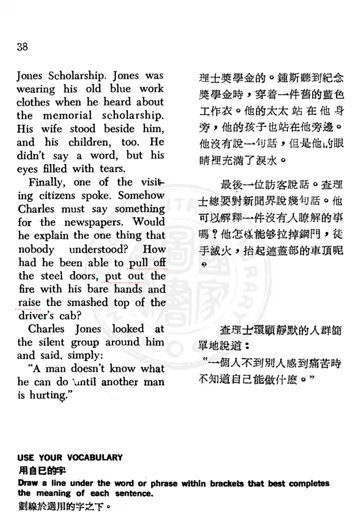 38
Jones Scholarship. Jones was
wearing his old blue work
clothes when he heard about
the memorial scholarship.
His wife stood beside him,
and his children, too. He
didn't say a word, but his
eyes filled with tears.
Finally, one of the visit-
ing citizens spoke. Somehow
Charles must say something
for the newspapers. Would
he explain the one thing that
nobody understood? How
had he been able to pull off
the steel doors, put out the
fire with his bare hands and
raise the smashed top of the
driver's cab?
Charles Jones looked at
the silent group around him
and said, simply:
"A man doesn't know what
he can do until another man
is hurting."
理士獎學金的。鍾斯聽到紀念
獎學金時，穿着一件舊的藍色
工作衣。他的太太站在他身
旁，他的孩子也站在他旁邊。
他沒有說一句話，但是他的眼
睛裡充滿了淚水。
最後一位訪客說話。查理
士總要對新聞界說幾句話。他
可以解釋一件沒有人瞭解的事
嗎？他怎樣能够拉掉鋼門，徒
手滅火，抬起遮蓋部的車頂呢
。
查理士環顧靜默的人群簡
單地說道：
"一個人不到別人感到痛苦時
不知道自己能做什麼。"
USE YOUR VOCABULARY
用自已的字
Draw a line under the word or phrase within brackets that best completes
the meaning of each sentence.
劃線於選用的字之下。